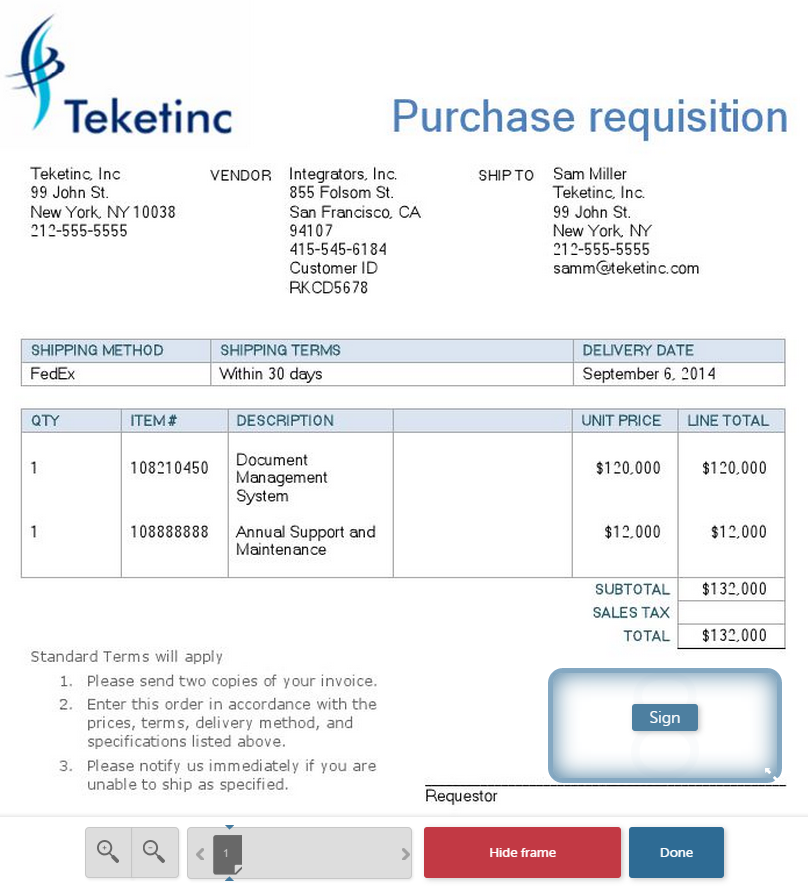 Teketinc
Purchase requisition
Teketinc, Inc
99 John St.
New York, NY 10038
212-555-5555
VENDOR
Integrators, Inc.
855 Folsom St.
San Francisco, CA
94107
415-545-6184
Customer ID
RKCD5678
SHIP TO
Sam Miller
Teketinc, Inc.
99 John St.
New York, NY
212-555-5555
samm@teketinc.com
SHIPPING METHOD SHIPPING TERMS DELIVERY DATE
FedEx Within 30 days September 6, 2014
QTY ITEM # DESCRIPTION UNIT PRICE LINE TOTAL
1 108210450 Document Management System $120,000 $120,000
1 108888888 Annual Support and Maintenance $12,000 $12,000
SUBTOTAL $132,000
SALES TAX
TOTAL $132,000
Standard Terms will apply
1. Please send two copies of your invoice.
2. Enter this order in accordance with the
prices, terms, delivery method, and
specifications listed above.
3. Please notify us immediately if you are
unable to ship as specified.
Sign
Requestor
1
Hide frame
Done